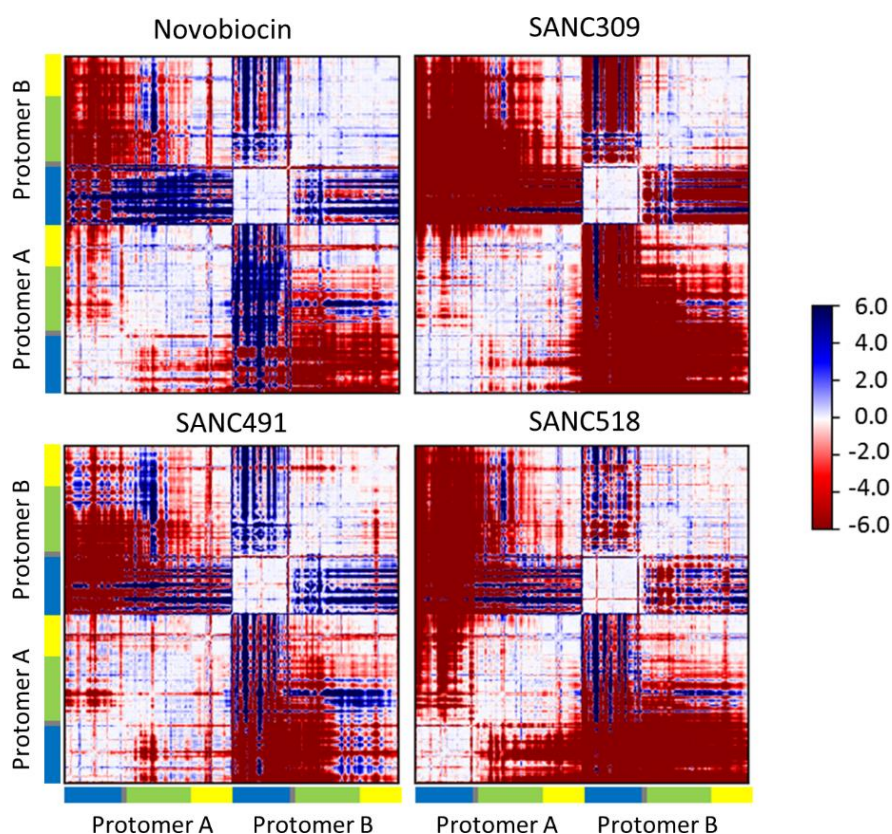 Novobiocin
SANC309
Protomer B
Protomer A
6.0
4.0
2.0
0.0
-2.0
-4.0
-6.0
SANC491
SANC518
Protomer B
Protomer A
Protomer A
Protomer B
Protomer A
Protomer B